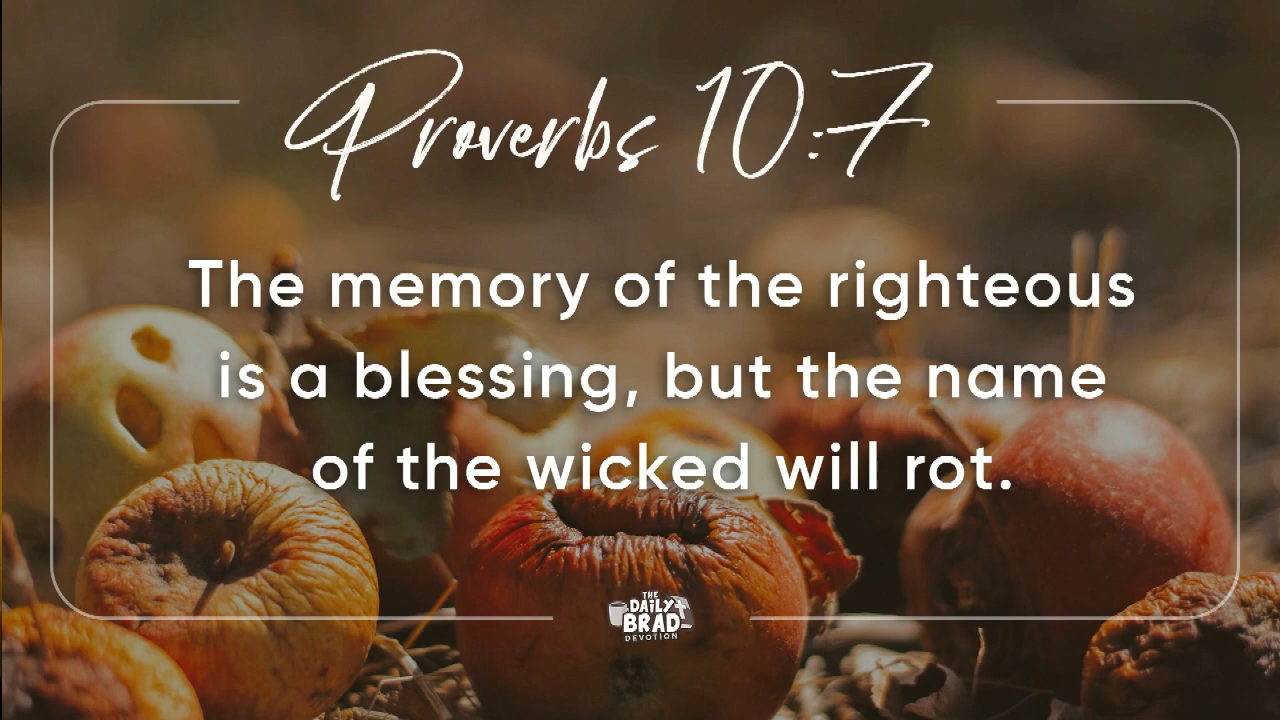 Proverbs 10:7
The memory of the righteous
is a blessing, but the name
of the wicked will rot.
THE
DAiLY
BRAD
DEVOTION